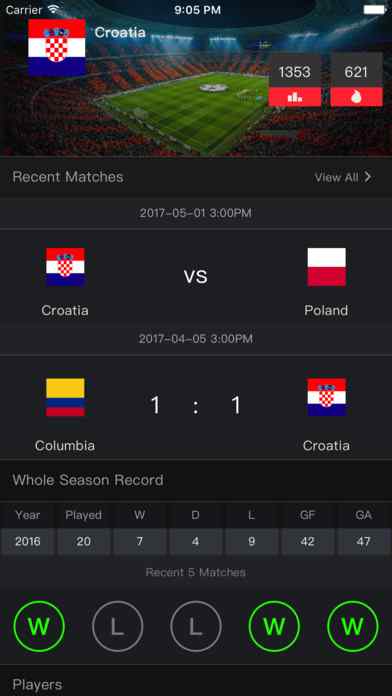 Carrier 9:05 PM
Croatia
1353 621
Recent Matches View All
2017-05-01 3:00PM
vs
Croatia Poland
2017-04-05 3:00PM
1 : 1
Columbia Croatia
Whole Season Record
Year Played W D L GF GA
2016 20 7 4 9 42 47
Recent 5 Matches
W L L W W
Players